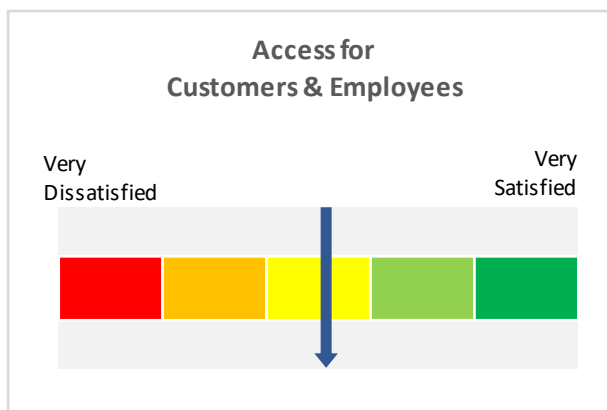 Access for
Customers & Employees
Very
Dissatisfied
Very
Satisfied